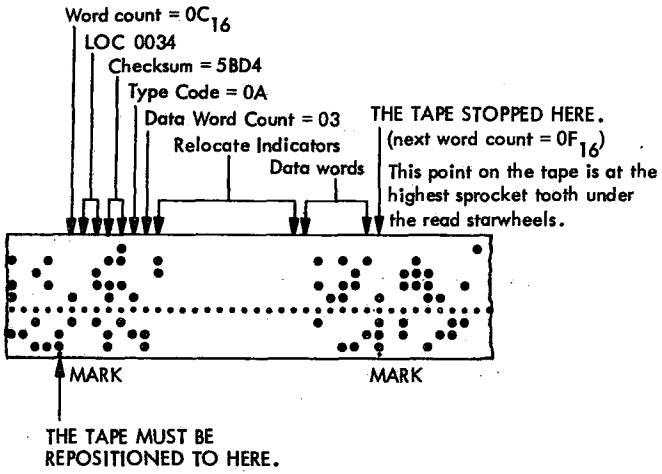 Word count = 0C16
LOC 0034
Checksum = 5BD4
Type Code = 0A
Data Word Count = 03
Relocate Indicators
Data words
THE TAPE STOPPED HERE.
(next word count = 0F16)
This point on the tape is at the
highest sprocket tooth under
the read starwheels.
MARK
MARK
THE TAPE MUST BE
REPOSITIONED TO HERE.